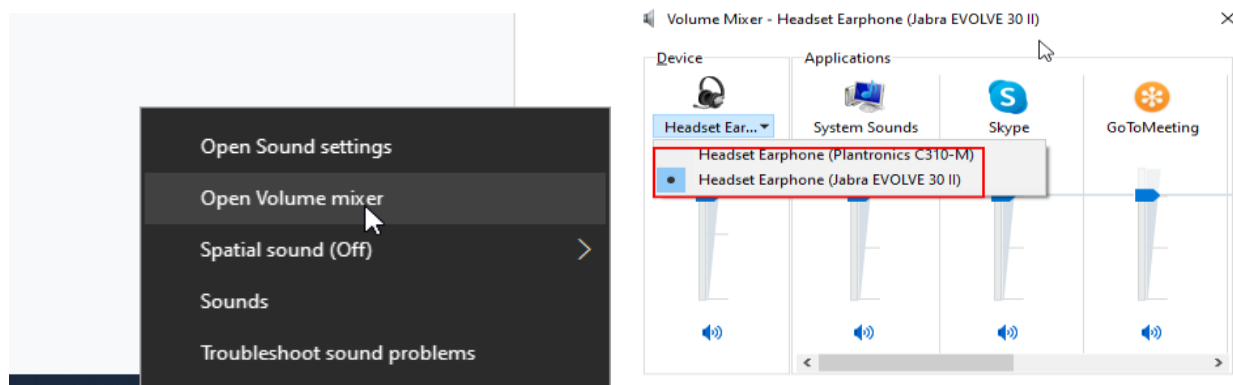 Open Sound settings
Open Volume mixer
Spatial sound (Off)
Sounds
Troubleshoot sound problems
Volume Mixer - Headset Earphone (Jabra EVOLVE 30 II)
Device
Applications
Headset Ear...
System Sounds
Skype
GoToMeeting
Headset Earphone (Plantronics C310-M)
Headset Earphone (Jabra EVOLVE 30 II)